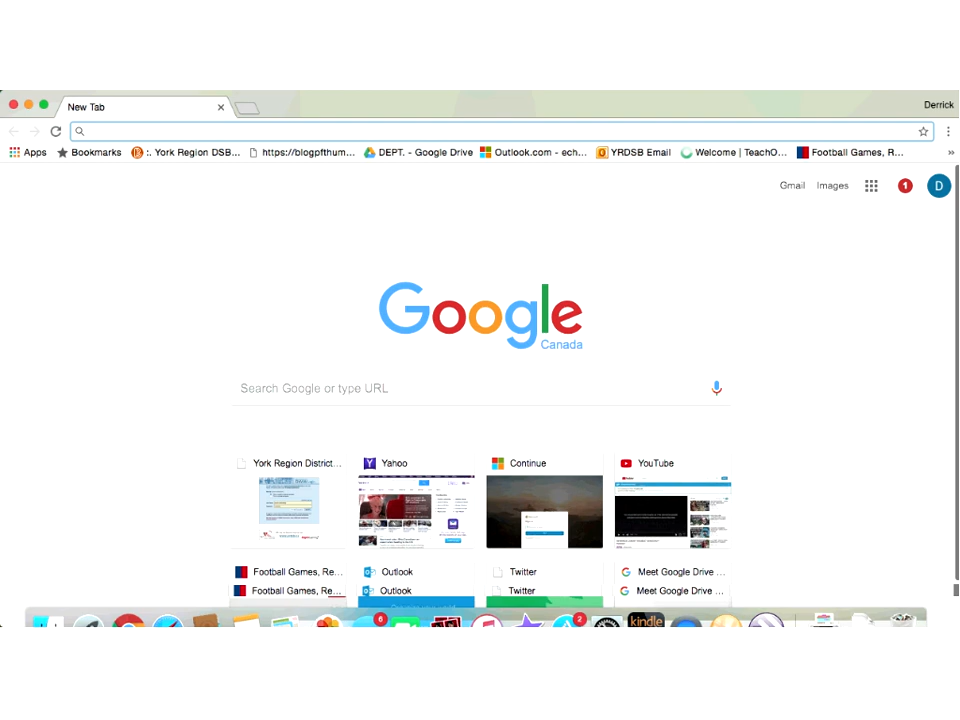 New Tab
Derrick
Apps Bookmarks :. York Region DSB... https://blogpfthum... DEPT. - Google Drive Outlook.com - ech... YRDSB Email Welcome | TeachO... Football Games, R... »
Gmail Images 1 D
Google
Canada
Search Google or type URL
York Region District... Yahoo Continue YouTube
Football Games, Re... Outlook Twitter Meet Google Drive ...
Football Games, Re... Outlook Twitter Meet Google Drive ...
6 2 kindle